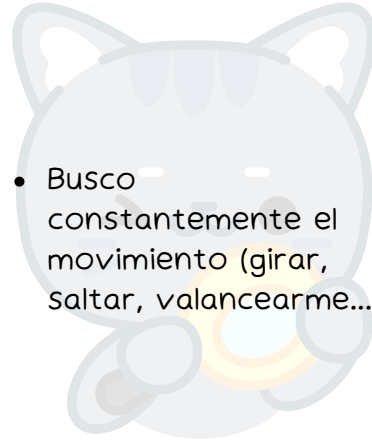 • Busco
constantemente el
movimiento (girar,
saltar, valancearme...